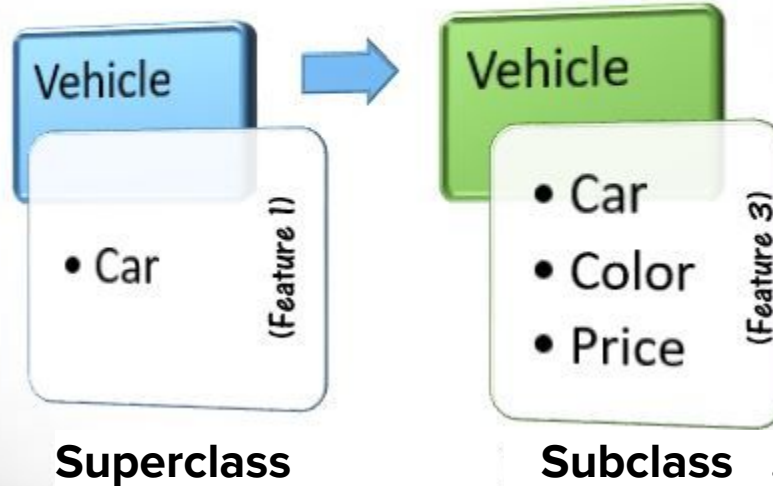 Vehicle
• Car
(Feature 1)
Superclass
Vehicle
• Car
• Color
• Price
(Feature 3)
Subclass